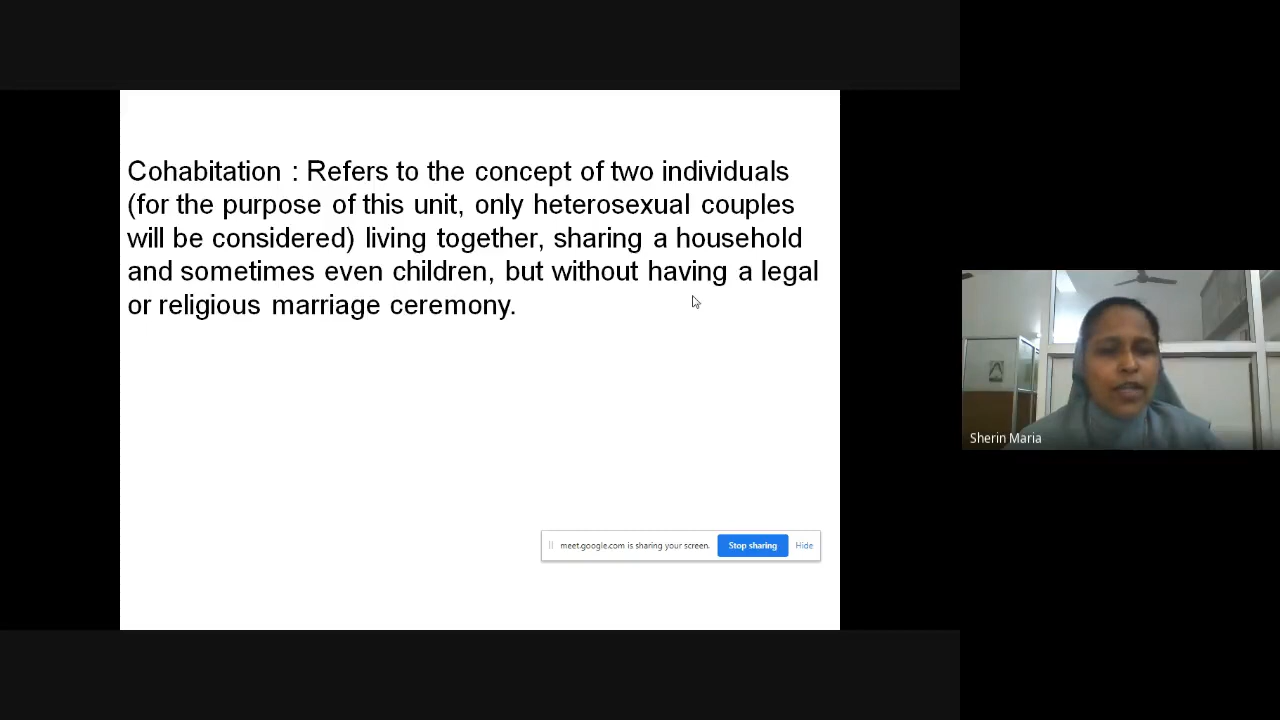 Cohabitation : Refers to the concept of two individuals
(for the purpose of this unit, only heterosexual couples
will be considered) living together, sharing a household
and sometimes even children, but without having a legal
or religious marriage ceremony.
Sherin Maria
meet.google.com is sharing your screen. Stop sharing Hide